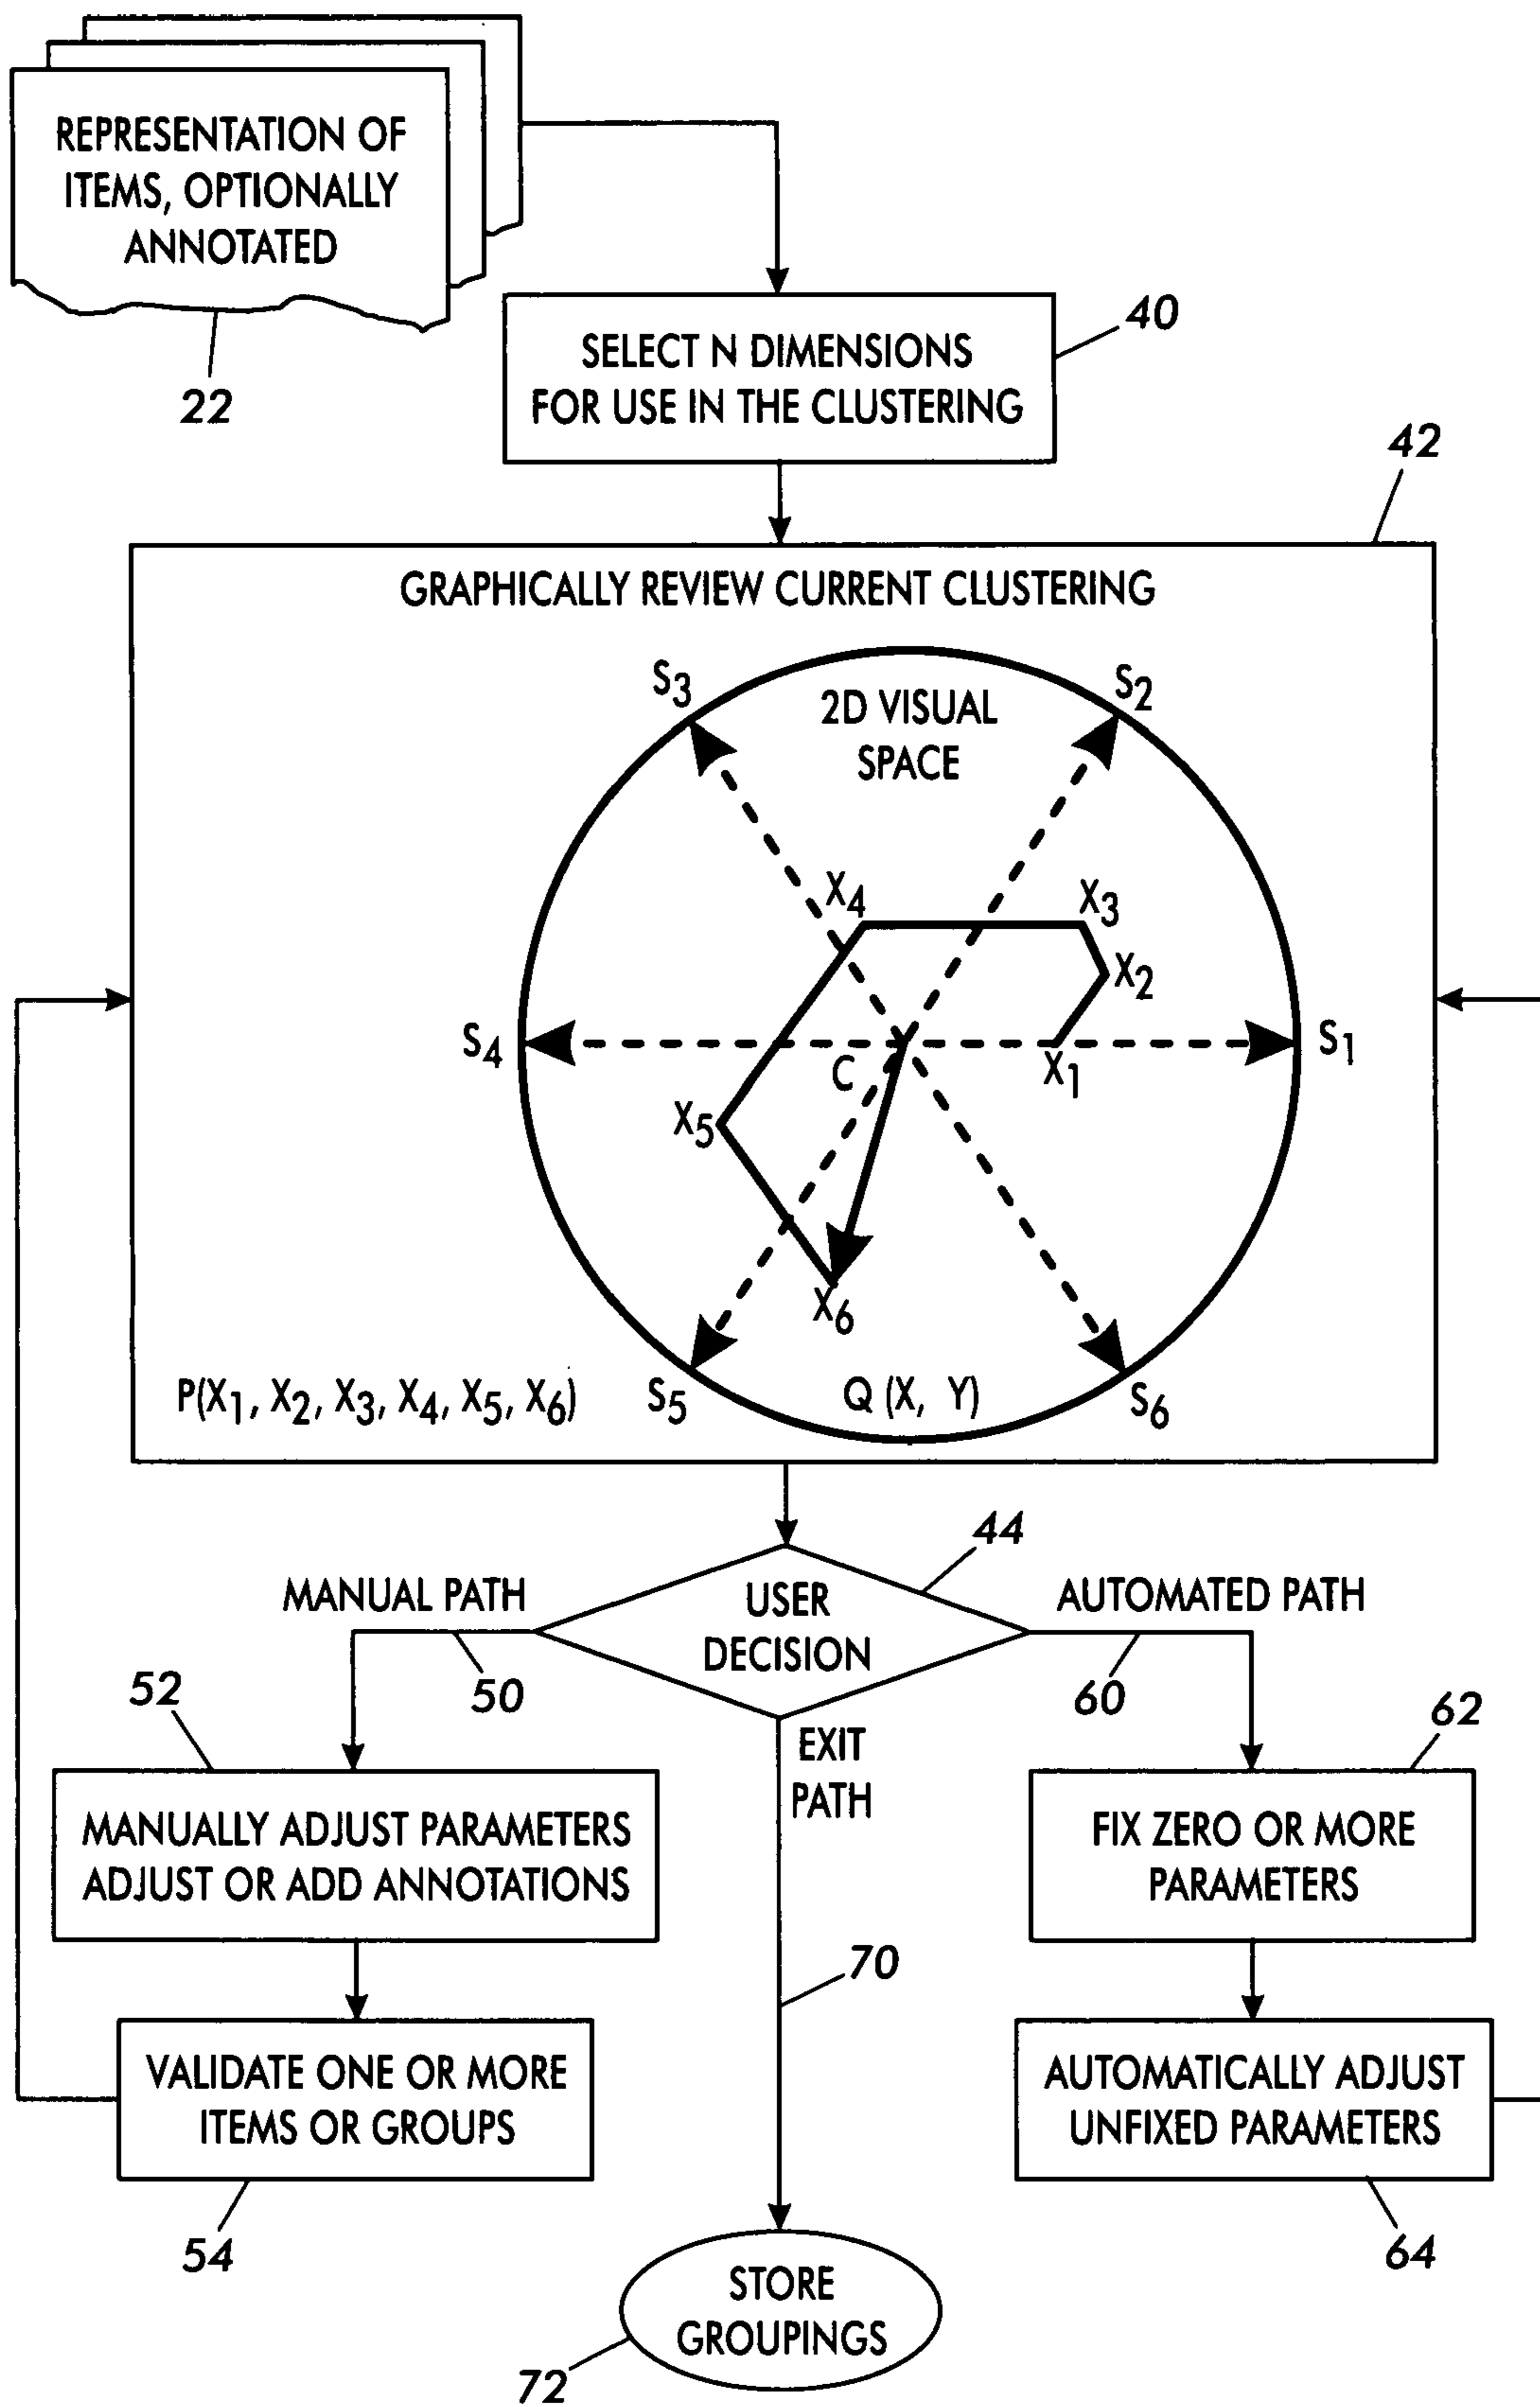 REPRESENTATION OF
ITEMS, OPTIONALLY
ANNOTATED
22
SELECT N DIMENSIONS
FOR USE IN THE CLUSTERING
40
42
GRAPHICALLY REVIEW CURRENT CLUSTERING
S3
S2
2D VISUAL
SPACE
X4
X3
X2
S4
S1
C
X1
X5
X6
P(X1, X2, X3, X4, X5, X6)
S5
Q (X, Y)
S6
44
MANUAL PATH
USER
DECISION
AUTOMATED PATH
50
60
52
62
EXIT
PATH
MANUALLY ADJUST PARAMETERS
ADJUST OR ADD ANNOTATIONS
FIX ZERO OR MORE
PARAMETERS
70
VALIDATE ONE OR MORE
ITEMS OR GROUPS
AUTOMATICALLY ADJUST
UNFIXED PARAMETERS
54
64
STORE
GROUPINGS
72